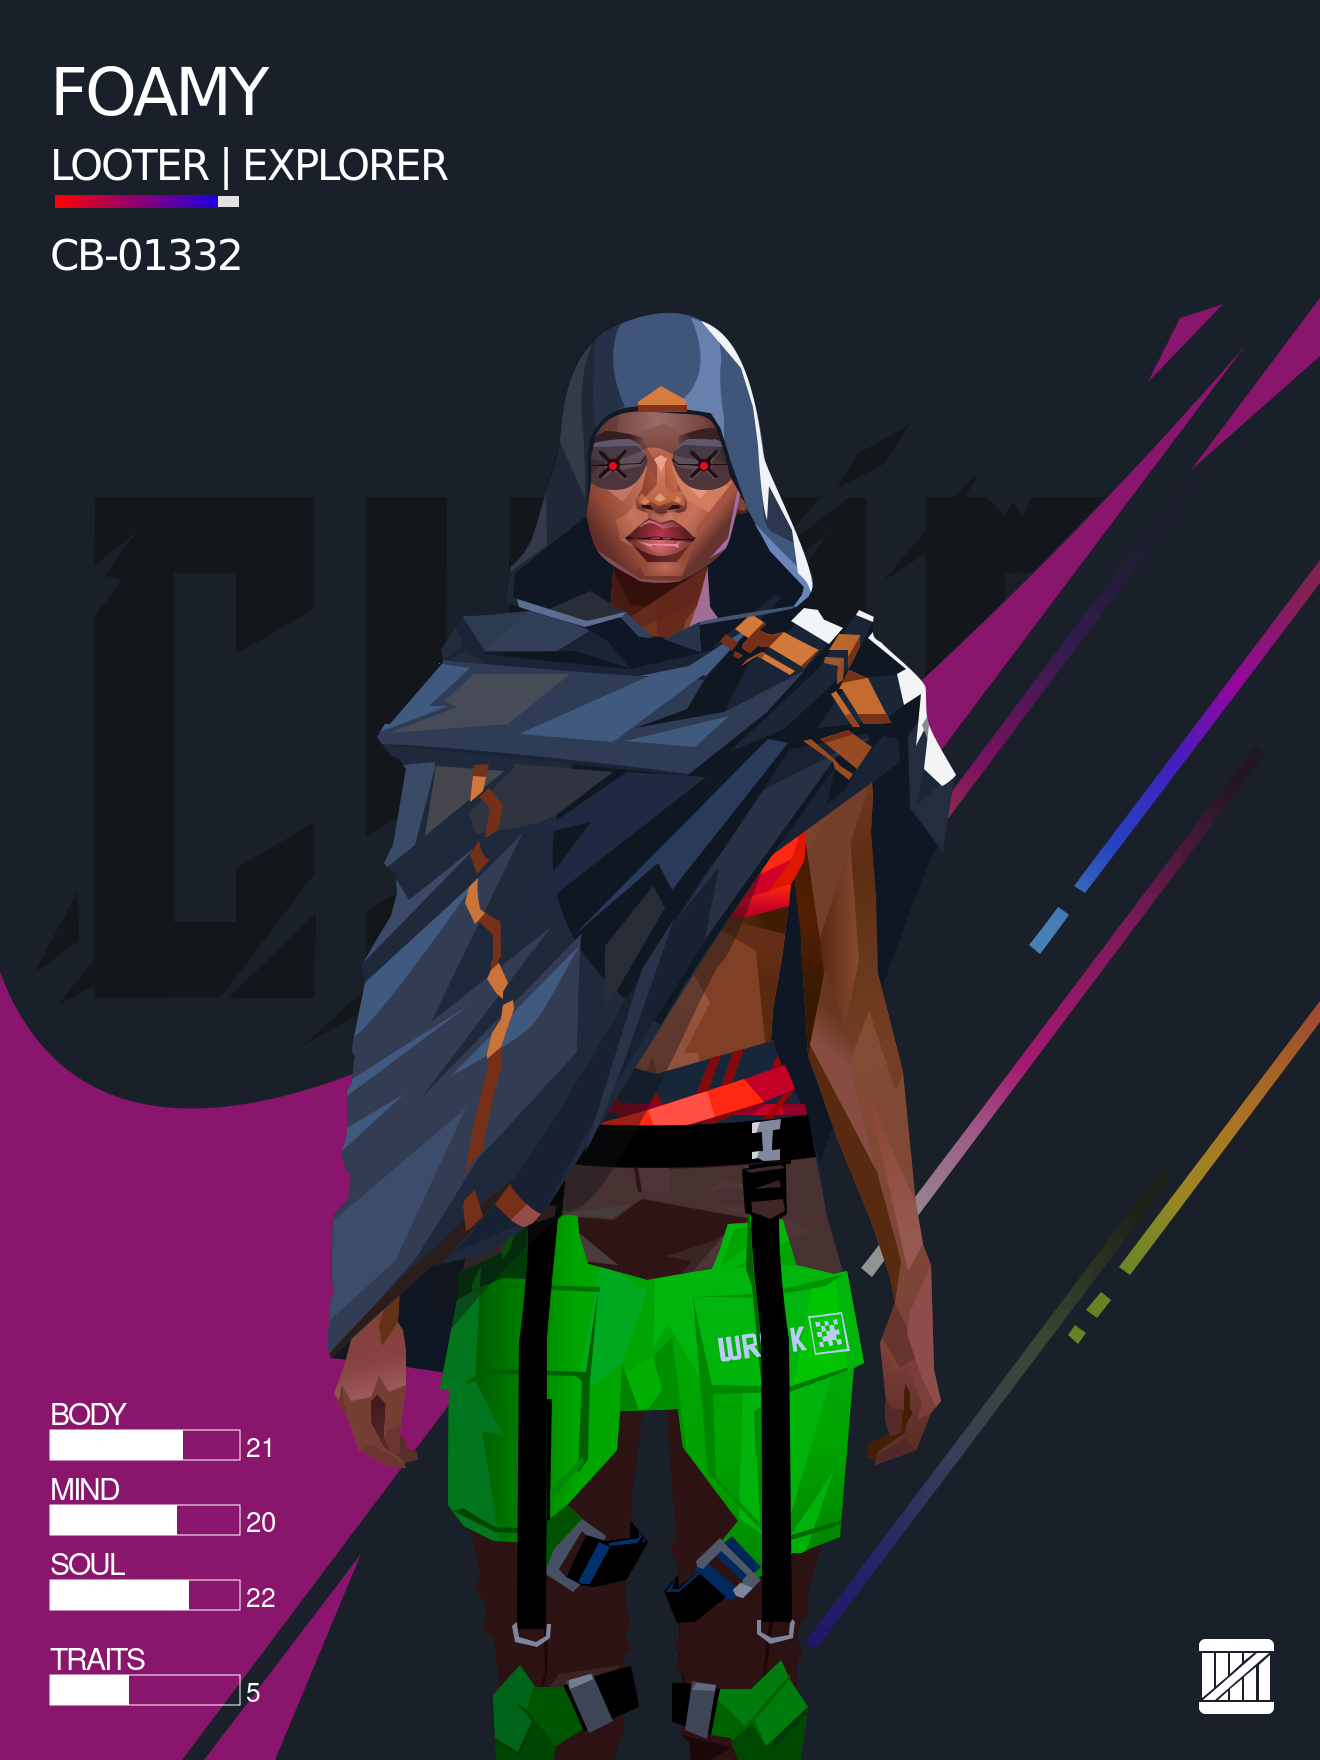 FOAMY
LOOTER | EXPLORER
CB-01332
BODY
21
MIND
20
SOUL
22
TRAITS
5